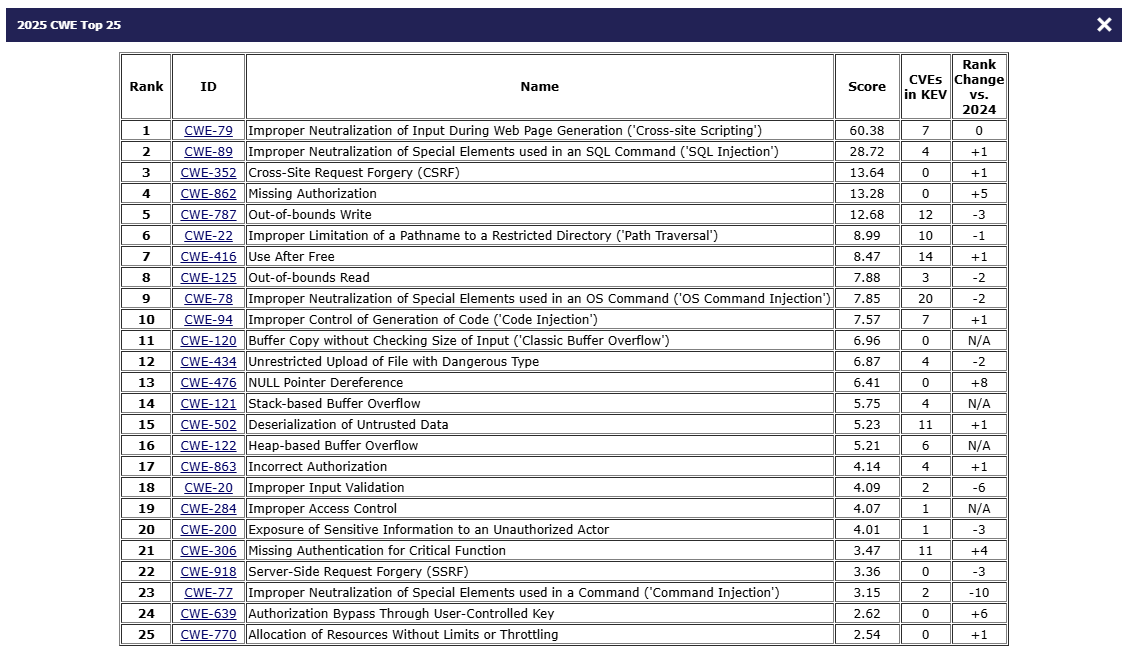 2025 CWE Top 25 ×
Rank ID Name Score CVEs in KEV Rank Change vs. 2024
1 CWE-79 Improper Neutralization of Input During Web Page Generation ('Cross-site Scripting') 60.38 7 0
2 CWE-89 Improper Neutralization of Special Elements used in an SQL Command ('SQL Injection') 28.72 4 +1
3 CWE-352 Cross-Site Request Forgery (CSRF) 13.64 0 +1
4 CWE-862 Missing Authorization 13.28 0 +5
5 CWE-787 Out-of-bounds Write 12.68 12 -3
6 CWE-22 Improper Limitation of a Pathname to a Restricted Directory ('Path Traversal') 8.99 10 -1
7 CWE-416 Use After Free 8.47 14 +1
8 CWE-125 Out-of-bounds Read 7.88 3 -2
9 CWE-78 Improper Neutralization of Special Elements used in an OS Command ('OS Command Injection') 7.85 20 -2
10 CWE-94 Improper Control of Generation of Code ('Code Injection') 7.57 7 +1
11 CWE-120 Buffer Copy without Checking Size of Input ('Classic Buffer Overflow') 6.96 0 N/A
12 CWE-434 Unrestricted Upload of File with Dangerous Type 6.87 4 -2
13 CWE-476 NULL Pointer Dereference 6.41 0 +8
14 CWE-121 Stack-based Buffer Overflow 5.75 4 N/A
15 CWE-502 Deserialization of Untrusted Data 5.23 11 +1
16 CWE-122 Heap-based Buffer Overflow 5.21 6 N/A
17 CWE-863 Incorrect Authorization 4.14 4 +1
18 CWE-20 Improper Input Validation 4.09 2 -6
19 CWE-284 Improper Access Control 4.07 1 N/A
20 CWE-200 Exposure of Sensitive Information to an Unauthorized Actor 4.01 1 -3
21 CWE-306 Missing Authentication for Critical Function 3.47 11 +4
22 CWE-918 Server-Side Request Forgery (SSRF) 3.36 0 -3
23 CWE-77 Improper Neutralization of Special Elements used in a Command ('Command Injection') 3.15 2 -10
24 CWE-639 Authorization Bypass Through User-Controlled Key 2.62 0 +6
25 CWE-770 Allocation of Resources Without Limits or Throttling 2.54 0 +1